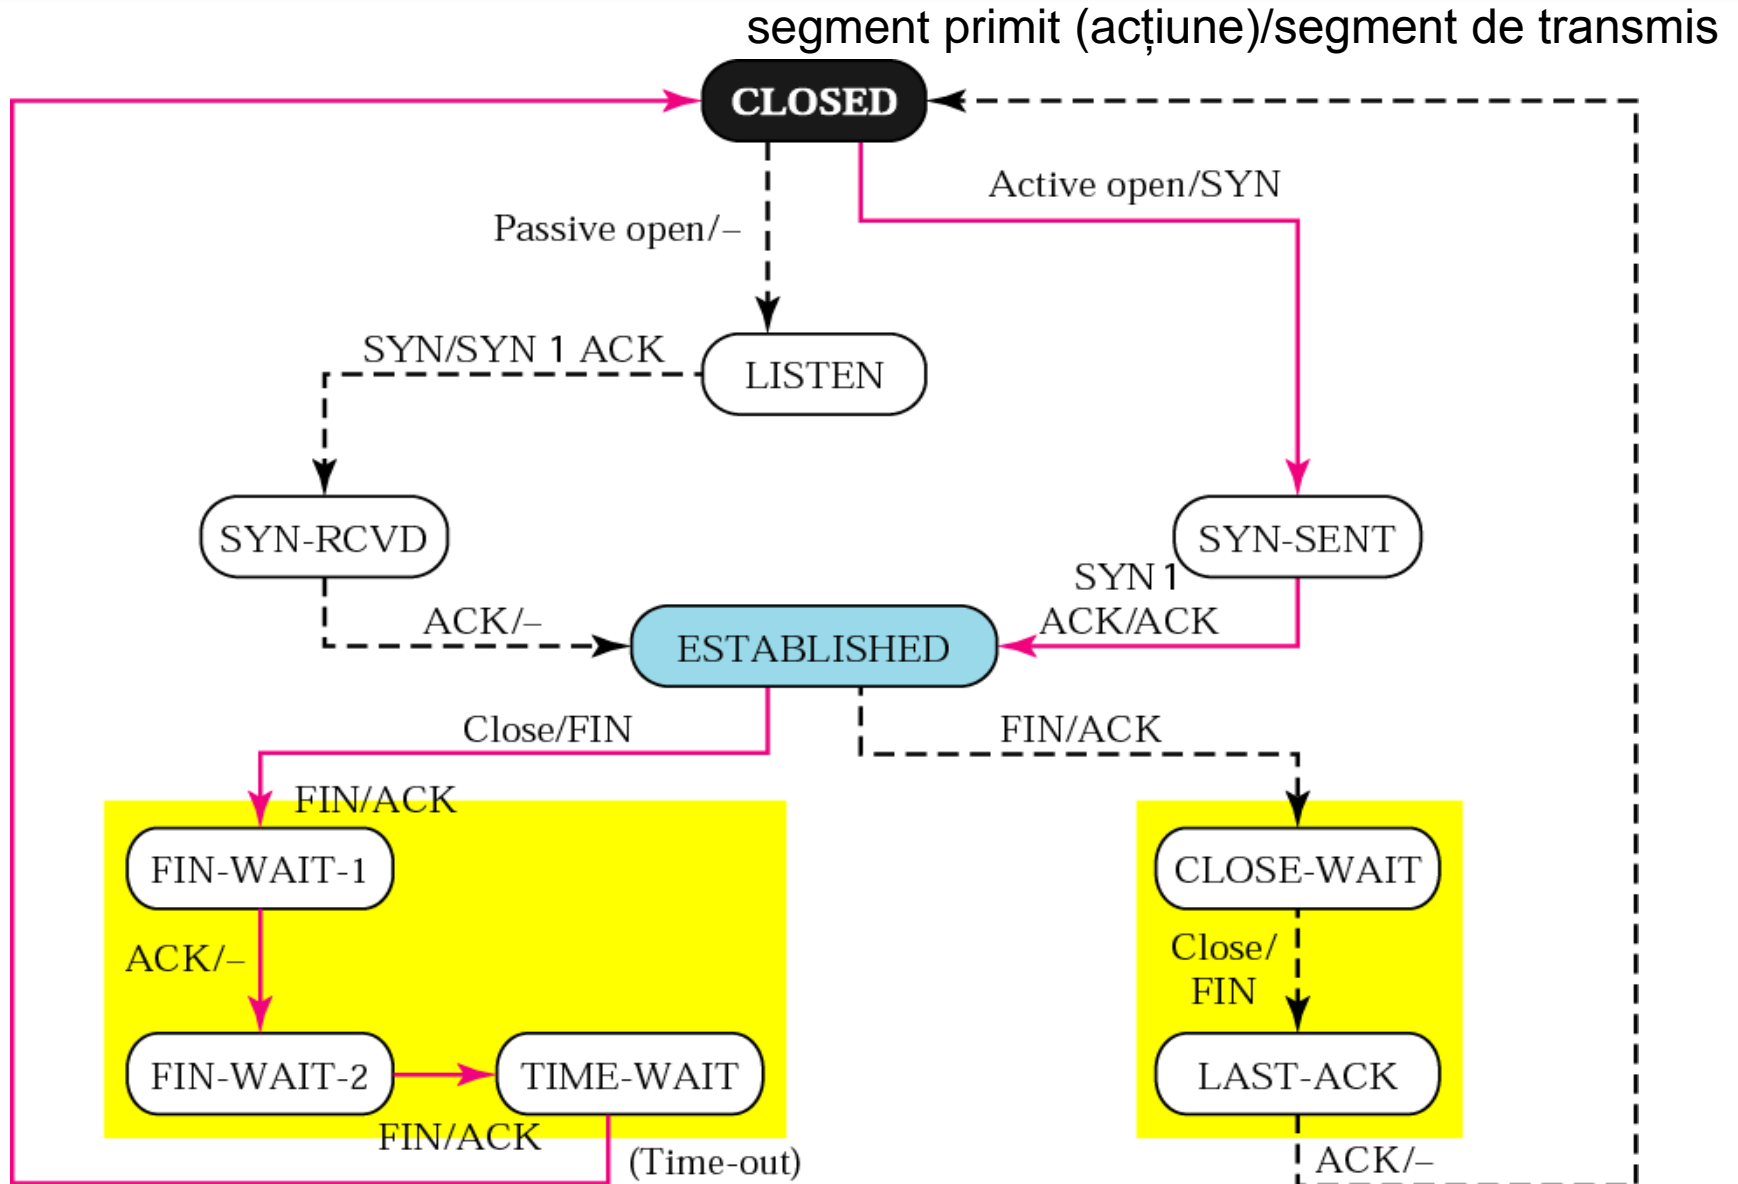 segment primit (acțiune)/segment de transmis
CLOSED
Active open/SYN
Passive open/–
SYN/SYN 1 ACK
LISTEN
SYN-RCVD
SYN-SENT
SYN 1
ACK/ACK
ACK/–
ESTABLISHED
Close/FIN
FIN/ACK
FIN/ACK
FIN-WAIT-1
CLOSE-WAIT
ACK/–
Close/
FIN
FIN-WAIT-2
TIME-WAIT
LAST-ACK
FIN/ACK
(Time-out)
ACK/–